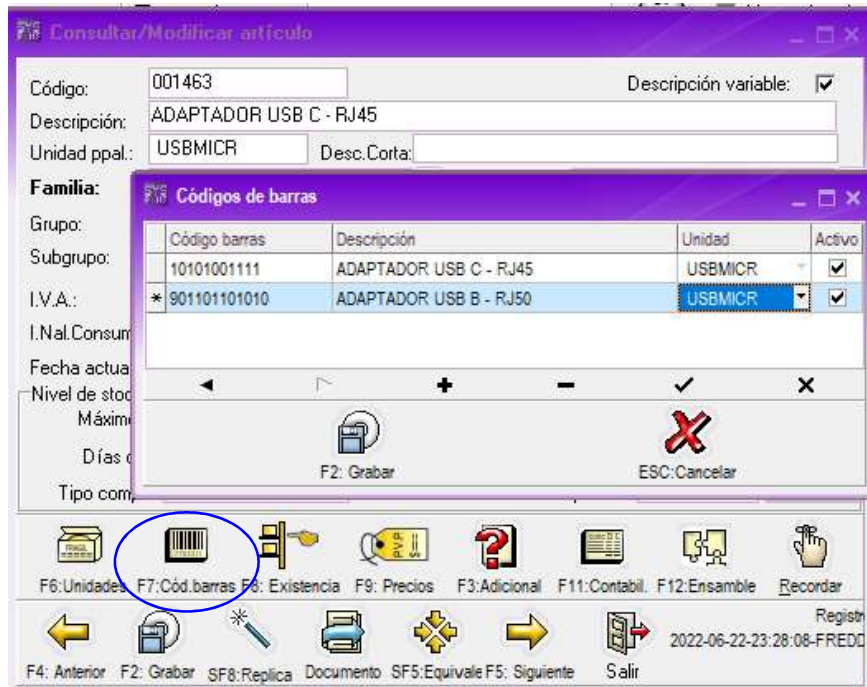 Consultar/Modificar artículo
Código: 001463 Descripción variable:
Descripción: ADAPTADOR USB C - RJ45
Unidad ppal.: USBMICR Desc.Corta:
Familia:
Códigos de barras
Grupo:
Código barras Descripción Unidad Activo
Subgrupo:
10101001111 ADAPTADOR USB C - RJ45 USBMICR
I.V.A.:
* 901101101010 ADAPTADOR USB B - RJ50 USBMICR
I.Nal.Consum
Fecha actua
Nivel de stoc
Máxim
Días
F2: Grabar ESC:Cancelar
Tipo com
F6:Unidades F7:Cód.barras F8: Existencia F9: Precios F3:Adicional F11:Contabil. F12:Ensamble Recordar
Registr
2022-06-22-23:28:08-FREDD
F4: Anterior F2: Grabar SF8:Replica Documento SF5:Equivale F5: Siguiente Salir